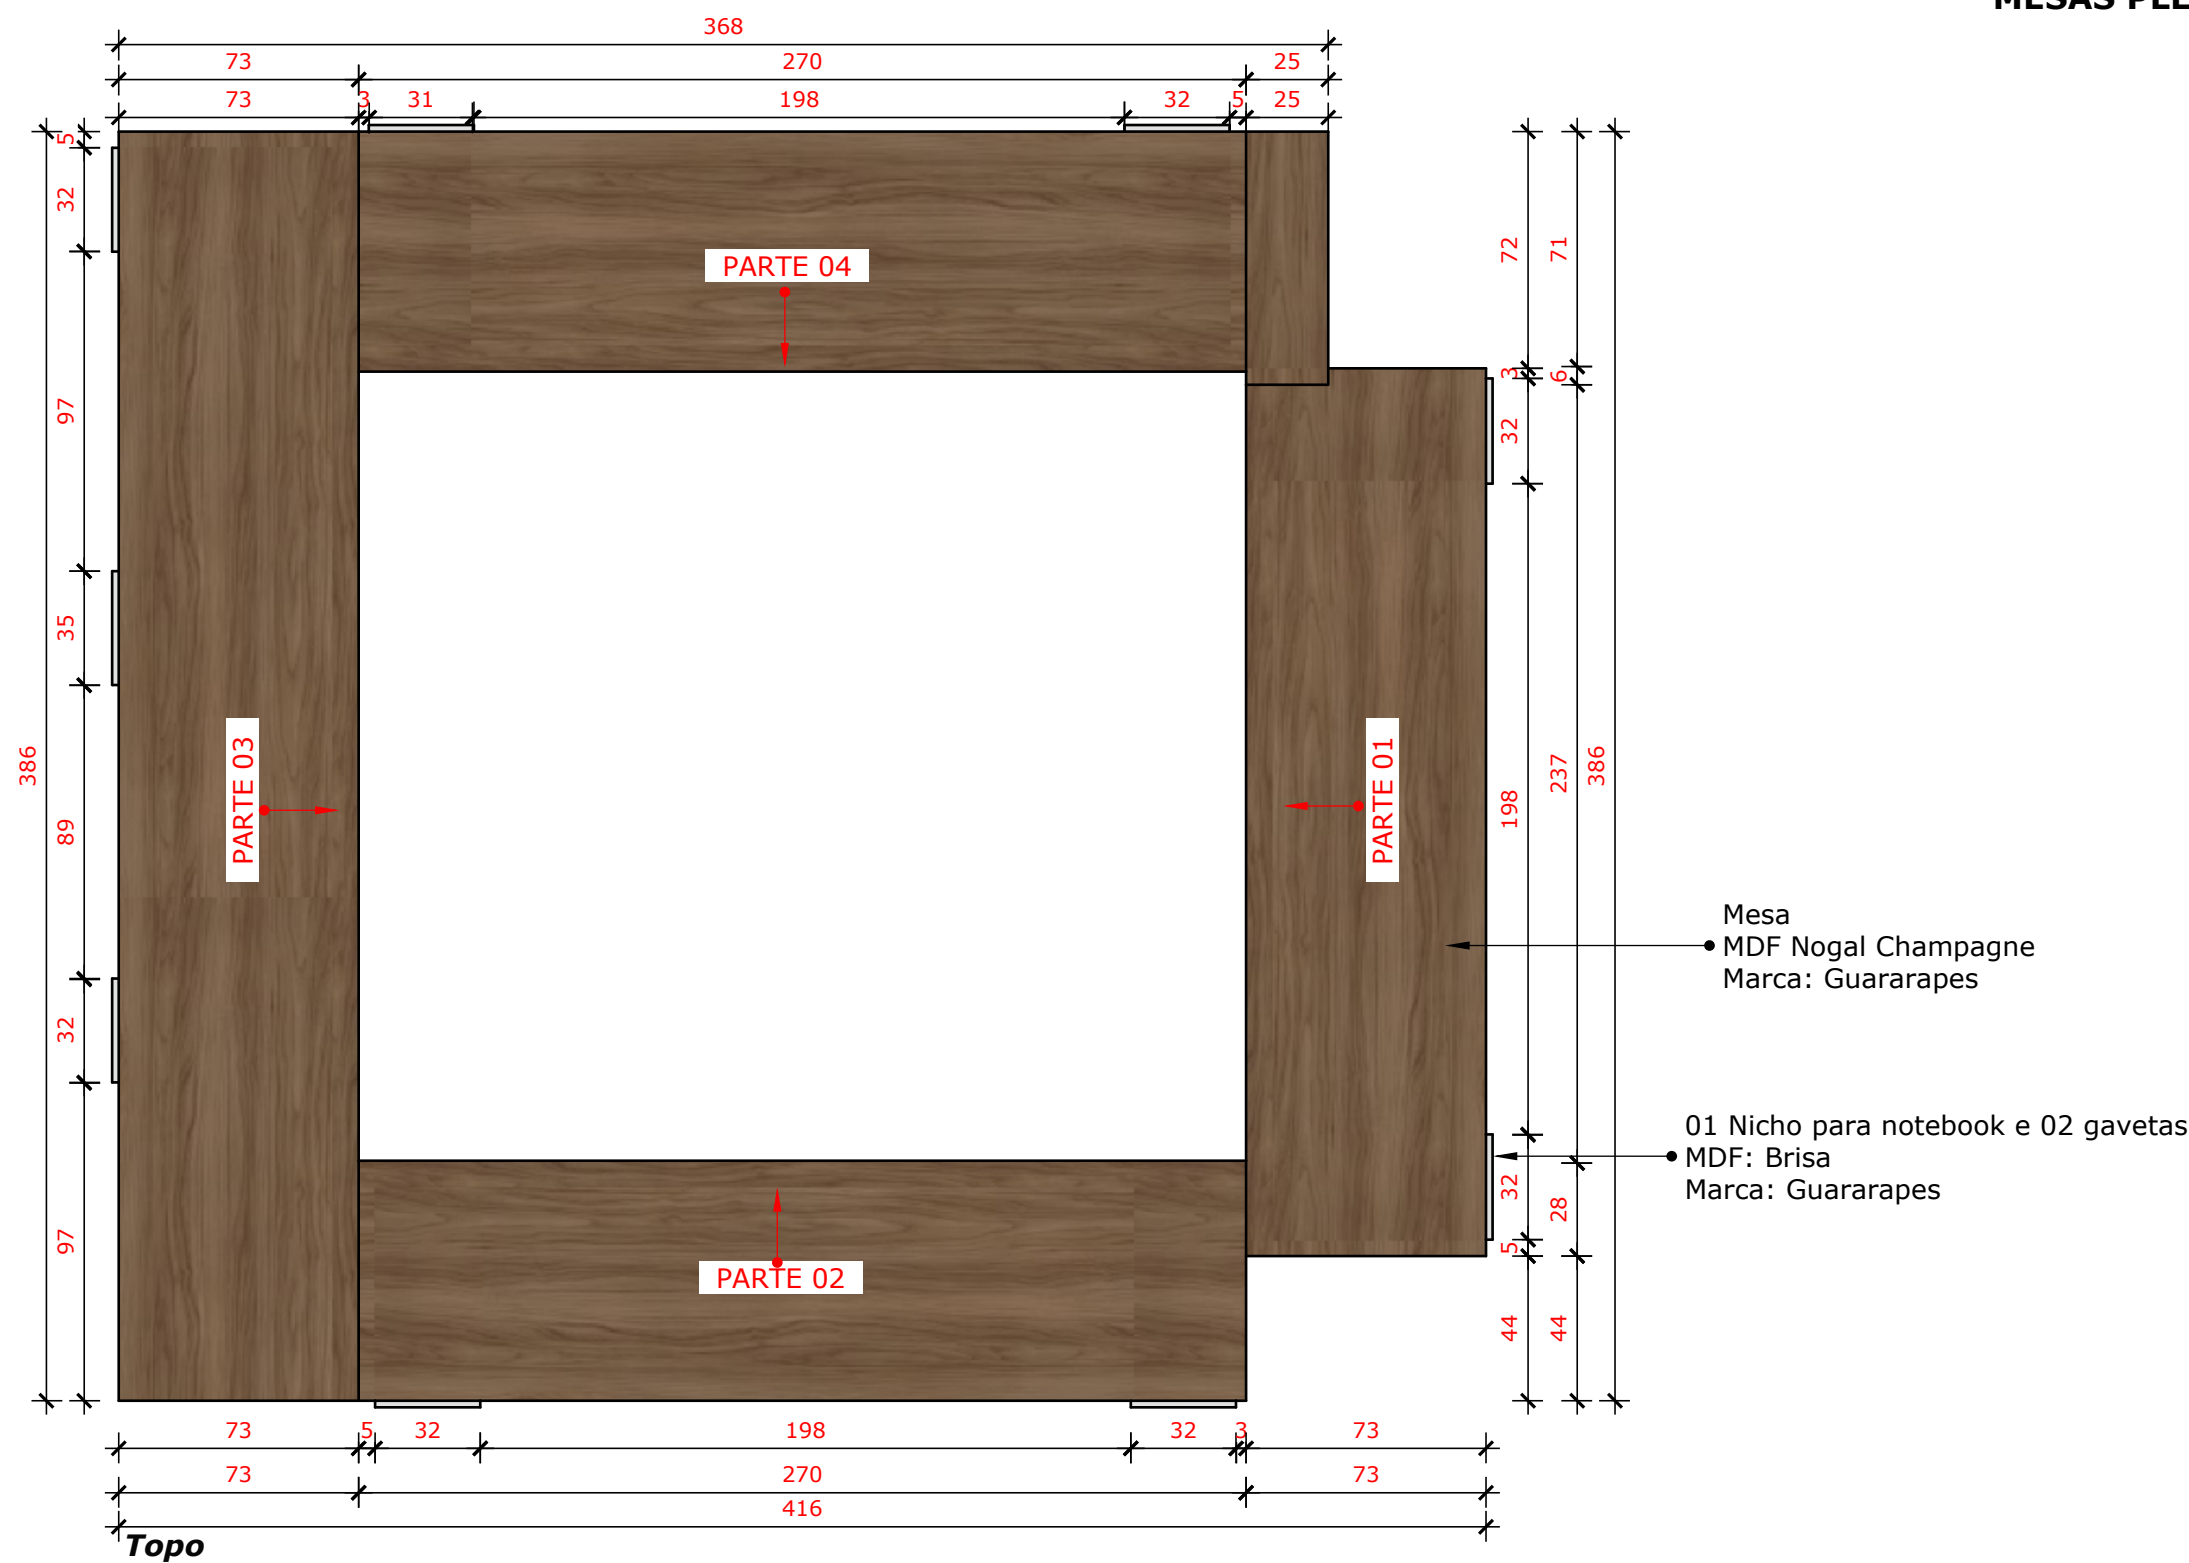 MESAS PLE
368
73 270 25
73 3 31 198 32 5 25
5
32
97
35
89
32
97
386
72
3
32
198
32
5
44
71
6
237
28
44
386
PARTE 04
PARTE 03
PARTE 01
PARTE 02
Mesa
MDF Nogal Champagne
Marca: Guararapes
01 Nicho para notebook e 02 gavetas
MDF: Brisa
Marca: Guararapes
73 5 32 198 32 3 73
73 270 73
416
Topo